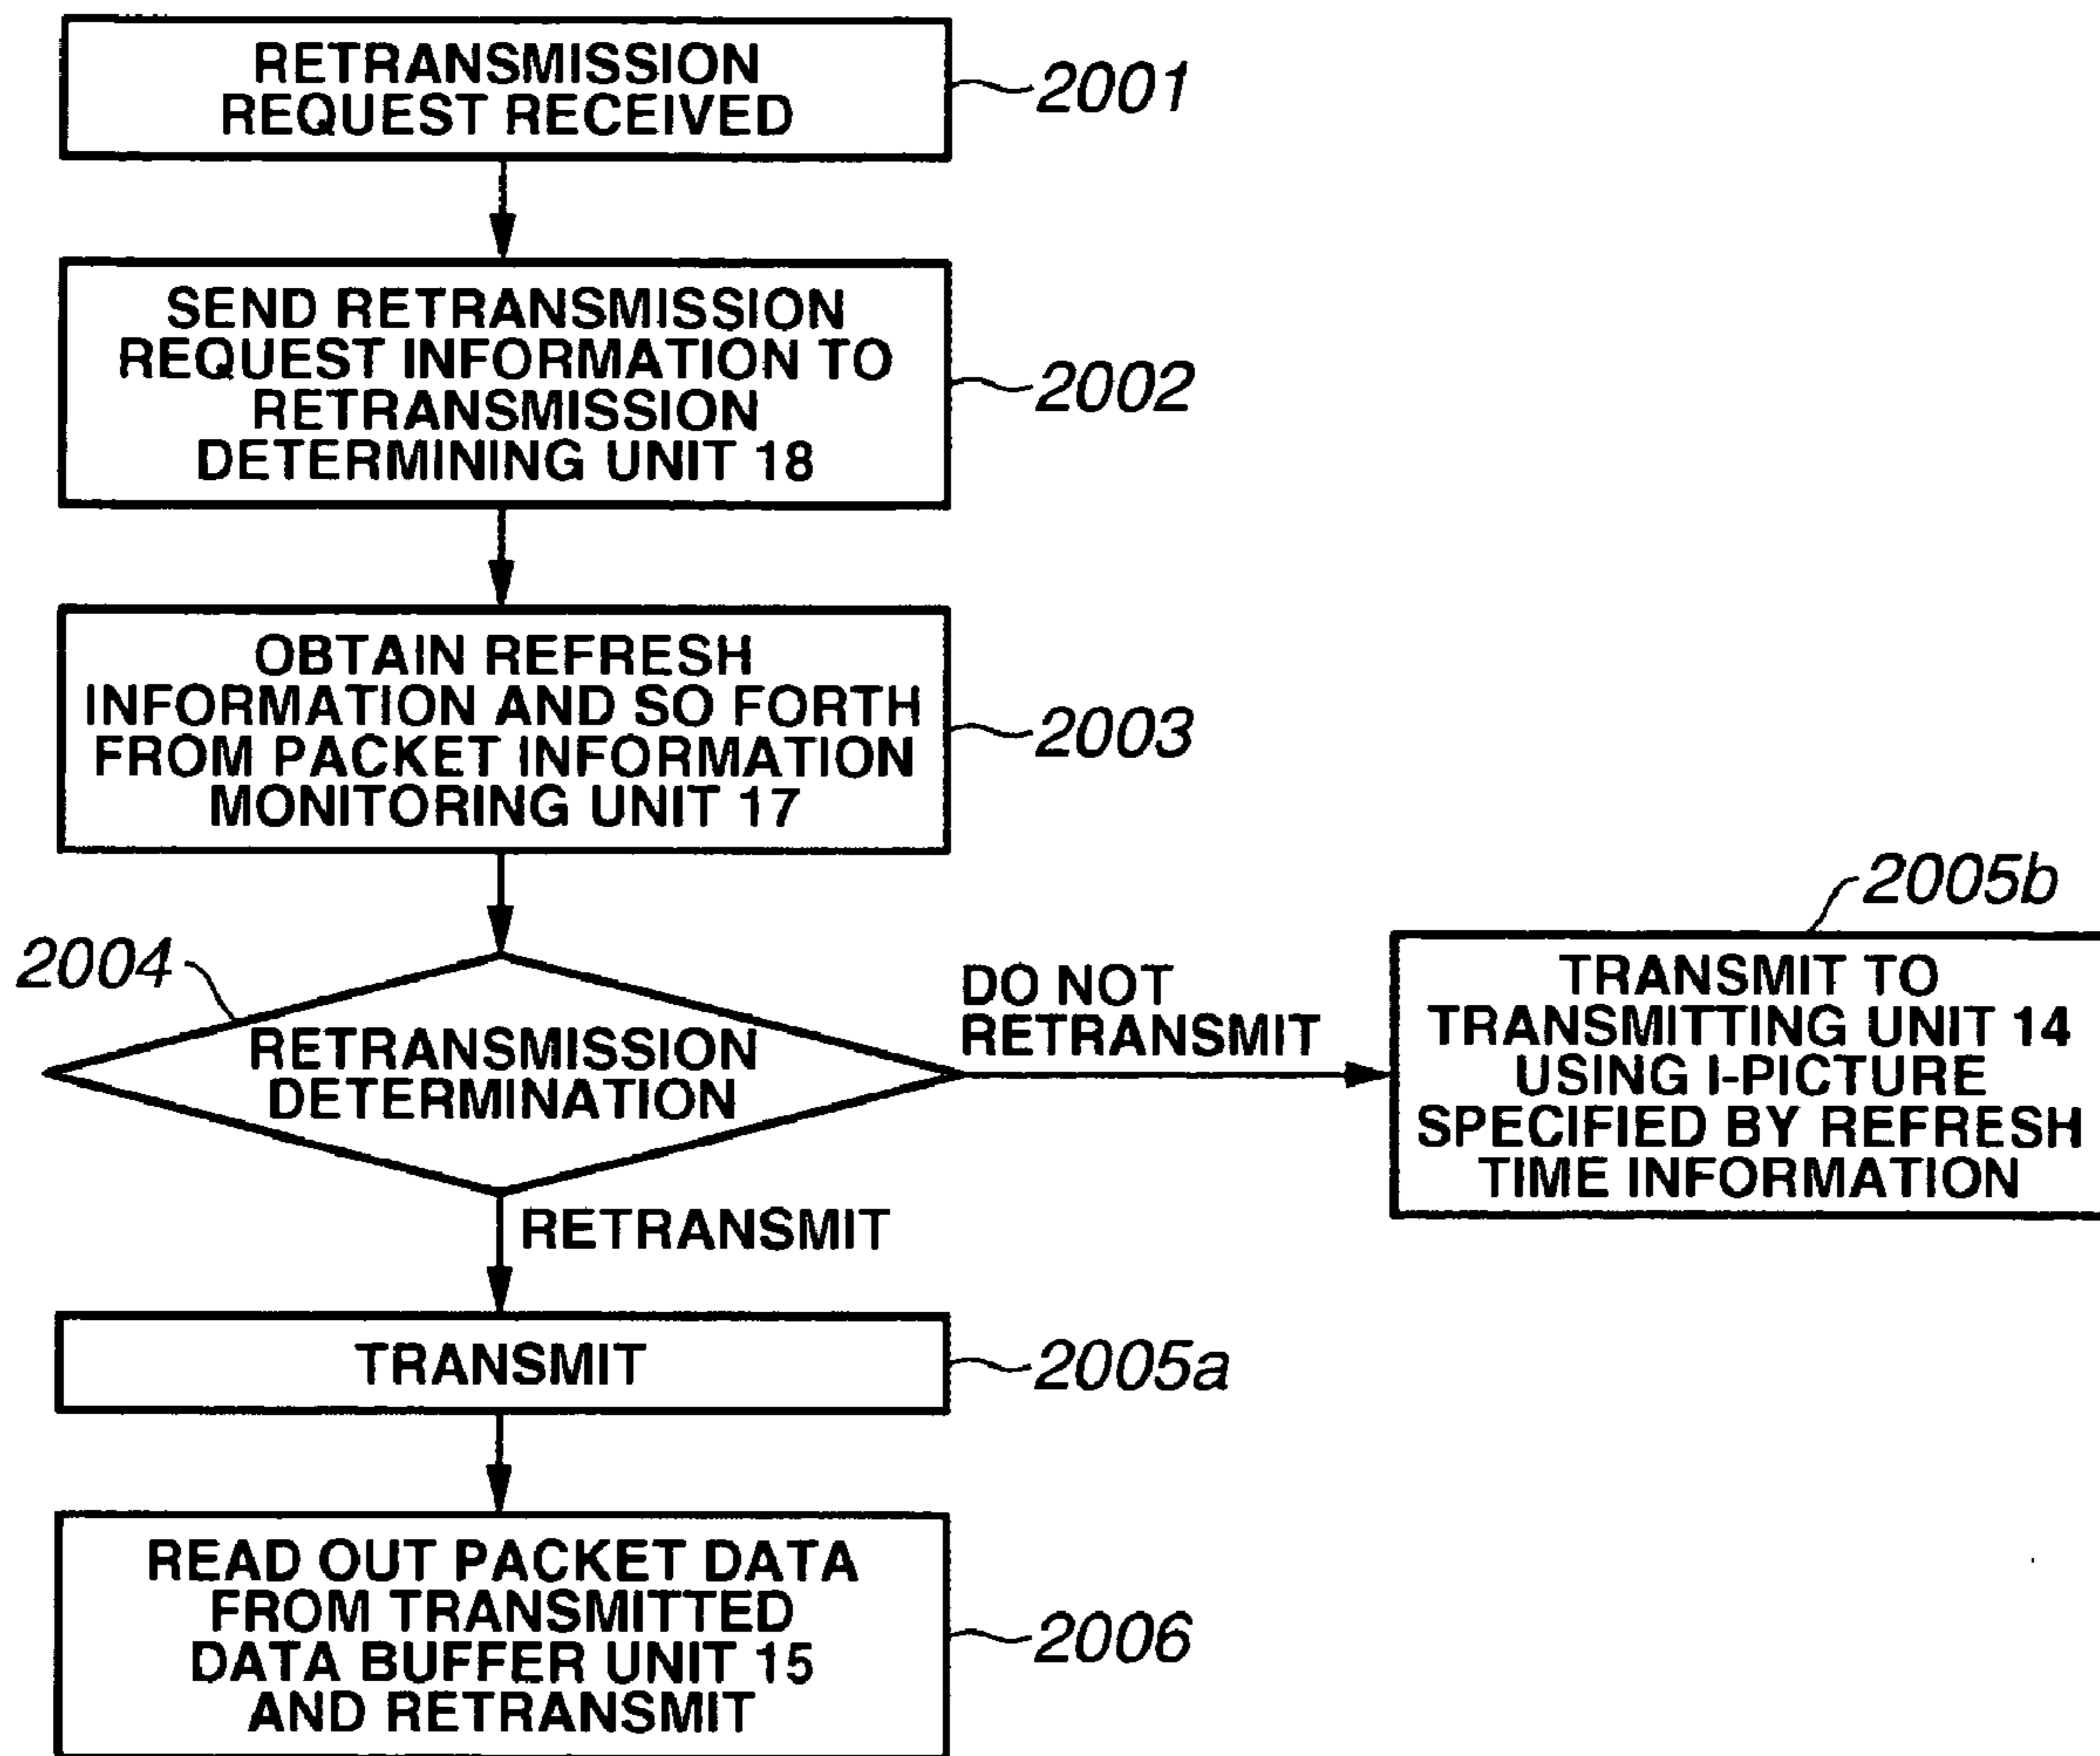 RETRANSMISSION
REQUEST RECEIVED
2001
SEND RETRANSMISSION
REQUEST INFORMATION TO
RETRANSMISSION
DETERMINING UNIT 18
2002
OBTAIN REFRESH
INFORMATION AND SO FORTH
FROM PACKET INFORMATION
MONITORING UNIT 17
2003
2004
RETRANSMISSION
DETERMINATION
DO NOT
RETRANSMIT
2005b
TRANSMIT TO
TRANSMITTING UNIT 14
USING I-PICTURE
SPECIFIED BY REFRESH
TIME INFORMATION
RETRANSMIT
TRANSMIT
2005a
READ OUT PACKET DATA
FROM TRANSMITTED
DATA BUFFER UNIT 15
AND RETRANSMIT
2006